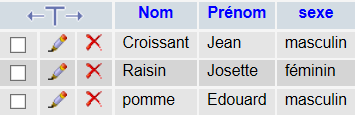 Nom Prénom sexe
Croissant Jean masculin
Raisin Josette féminin
pomme Edouard masculin